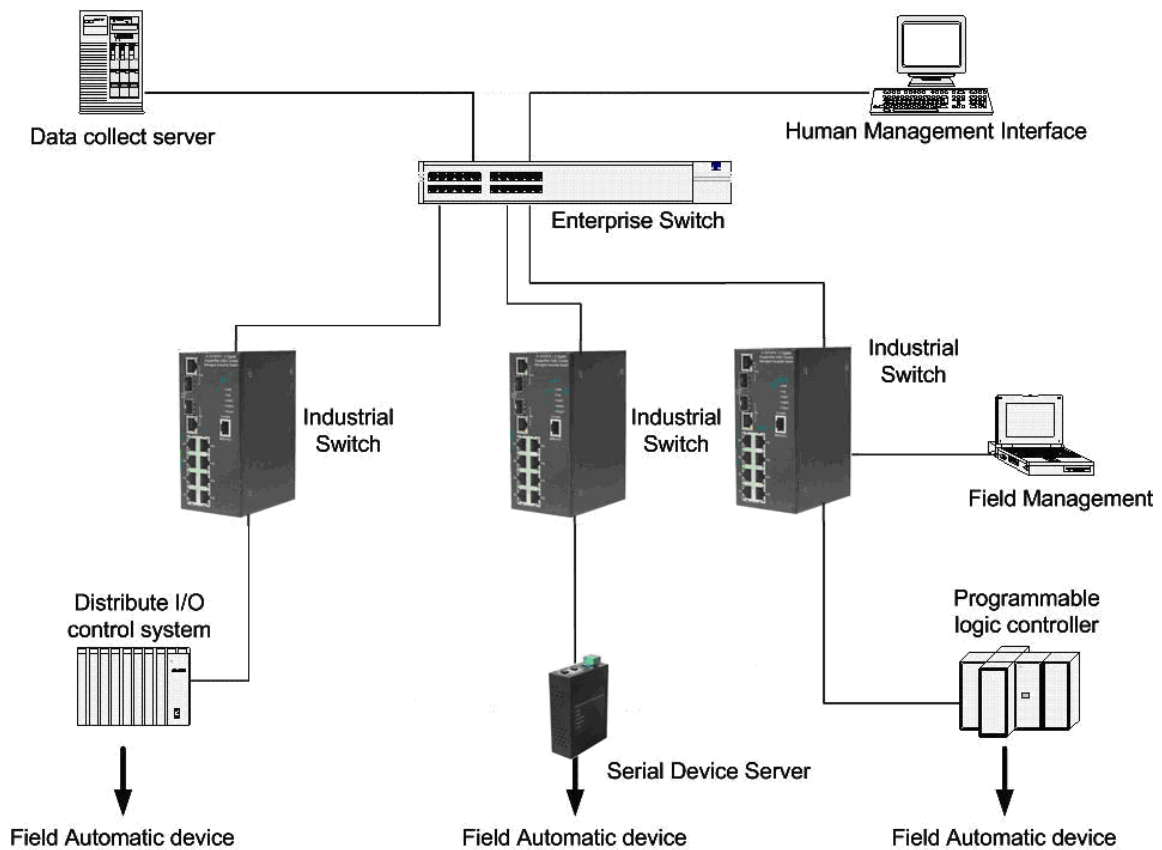 Data collect server
Human Management Interface
Enterprise Switch
Industrial
Switch
Industrial
Switch
Industrial
Switch
Field Management
Distribute I/O
control system
Programmable
logic controller
Serial Device Server
Field Automatic device
Field Automatic device
Field Automatic device